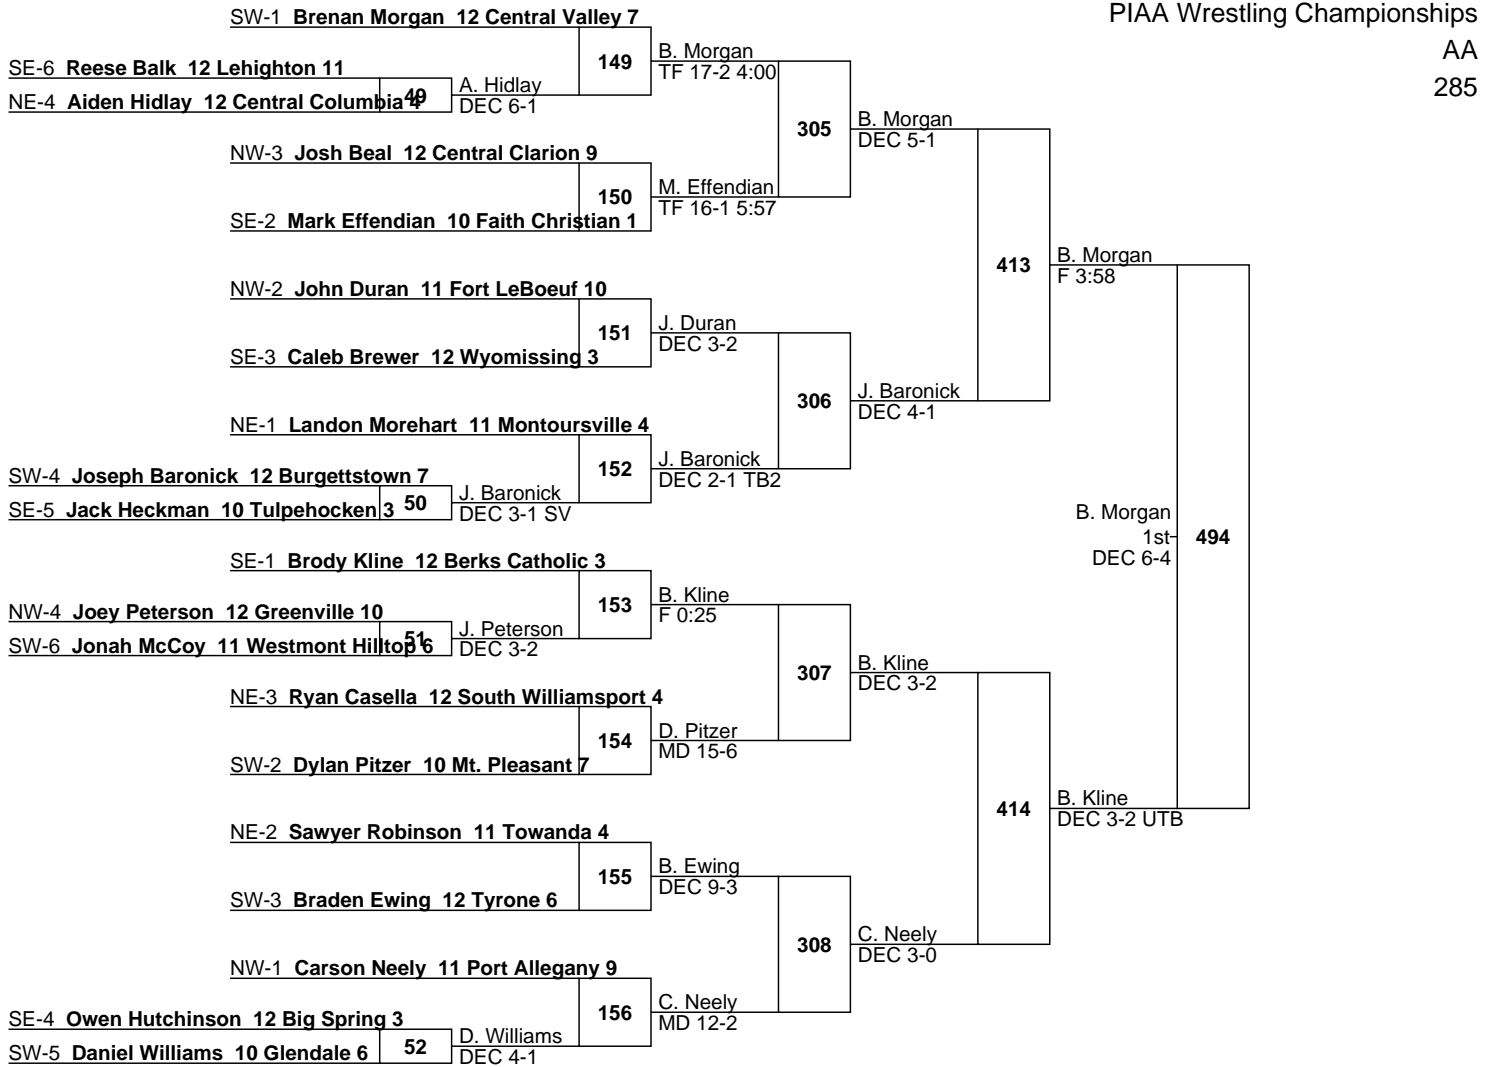 PIAA Wrestling Championships
AA
285
SW-1 Brenan Morgan 12 Central Valley 7
149
B. Morgan
TF 17-2 4:00
SE-6 Reese Balk 12 Lehighton 11
NE-4 Aiden Hidlay 12 Central Columbia 4
49
A. Hidlay
DEC 6-1
305
B. Morgan
DEC 5-1
NW-3 Josh Beal 12 Central Clarion 9
150
M. Effendian
TF 16-1 5:57
SE-2 Mark Effendian 10 Faith Christian 1
413
B. Morgan
F 3:58
NW-2 John Duran 11 Fort LeBoeuf 10
151
J. Duran
DEC 3-2
SE-3 Caleb Brewer 12 Wyomissing 3
306
J. Baronick
DEC 4-1
NE-1 Landon Morehart 11 Montoursville 4
152
J. Baronick
DEC 2-1 TB2
SW-4 Joseph Baronick 12 Burgettstown 7
SE-5 Jack Heckman 10 Tulpehocken 3
50
J. Baronick
DEC 3-1 SV
B. Morgan
1st
DEC 6-4
494
SE-1 Brody Kline 12 Berks Catholic 3
153
B. Kline
F 0:25
NW-4 Joey Peterson 12 Greenville 10
SW-6 Jonah McCoy 11 Westmont Hilltop 6
51
J. Peterson
DEC 3-2
307
B. Kline
DEC 3-2
NE-3 Ryan Casella 12 South Williamsport 4
154
D. Pitzer
MD 15-6
SW-2 Dylan Pitzer 10 Mt. Pleasant 7
414
B. Kline
DEC 3-2 UTB
NE-2 Sawyer Robinson 11 Towanda 4
155
B. Ewing
DEC 9-3
SW-3 Braden Ewing 12 Tyrone 6
308
C. Neely
DEC 3-0
NW-1 Carson Neely 11 Port Allegany 9
156
C. Neely
MD 12-2
SE-4 Owen Hutchinson 12 Big Spring 3
SW-5 Daniel Williams 10 Glendale 6
52
D. Williams
DEC 4-1